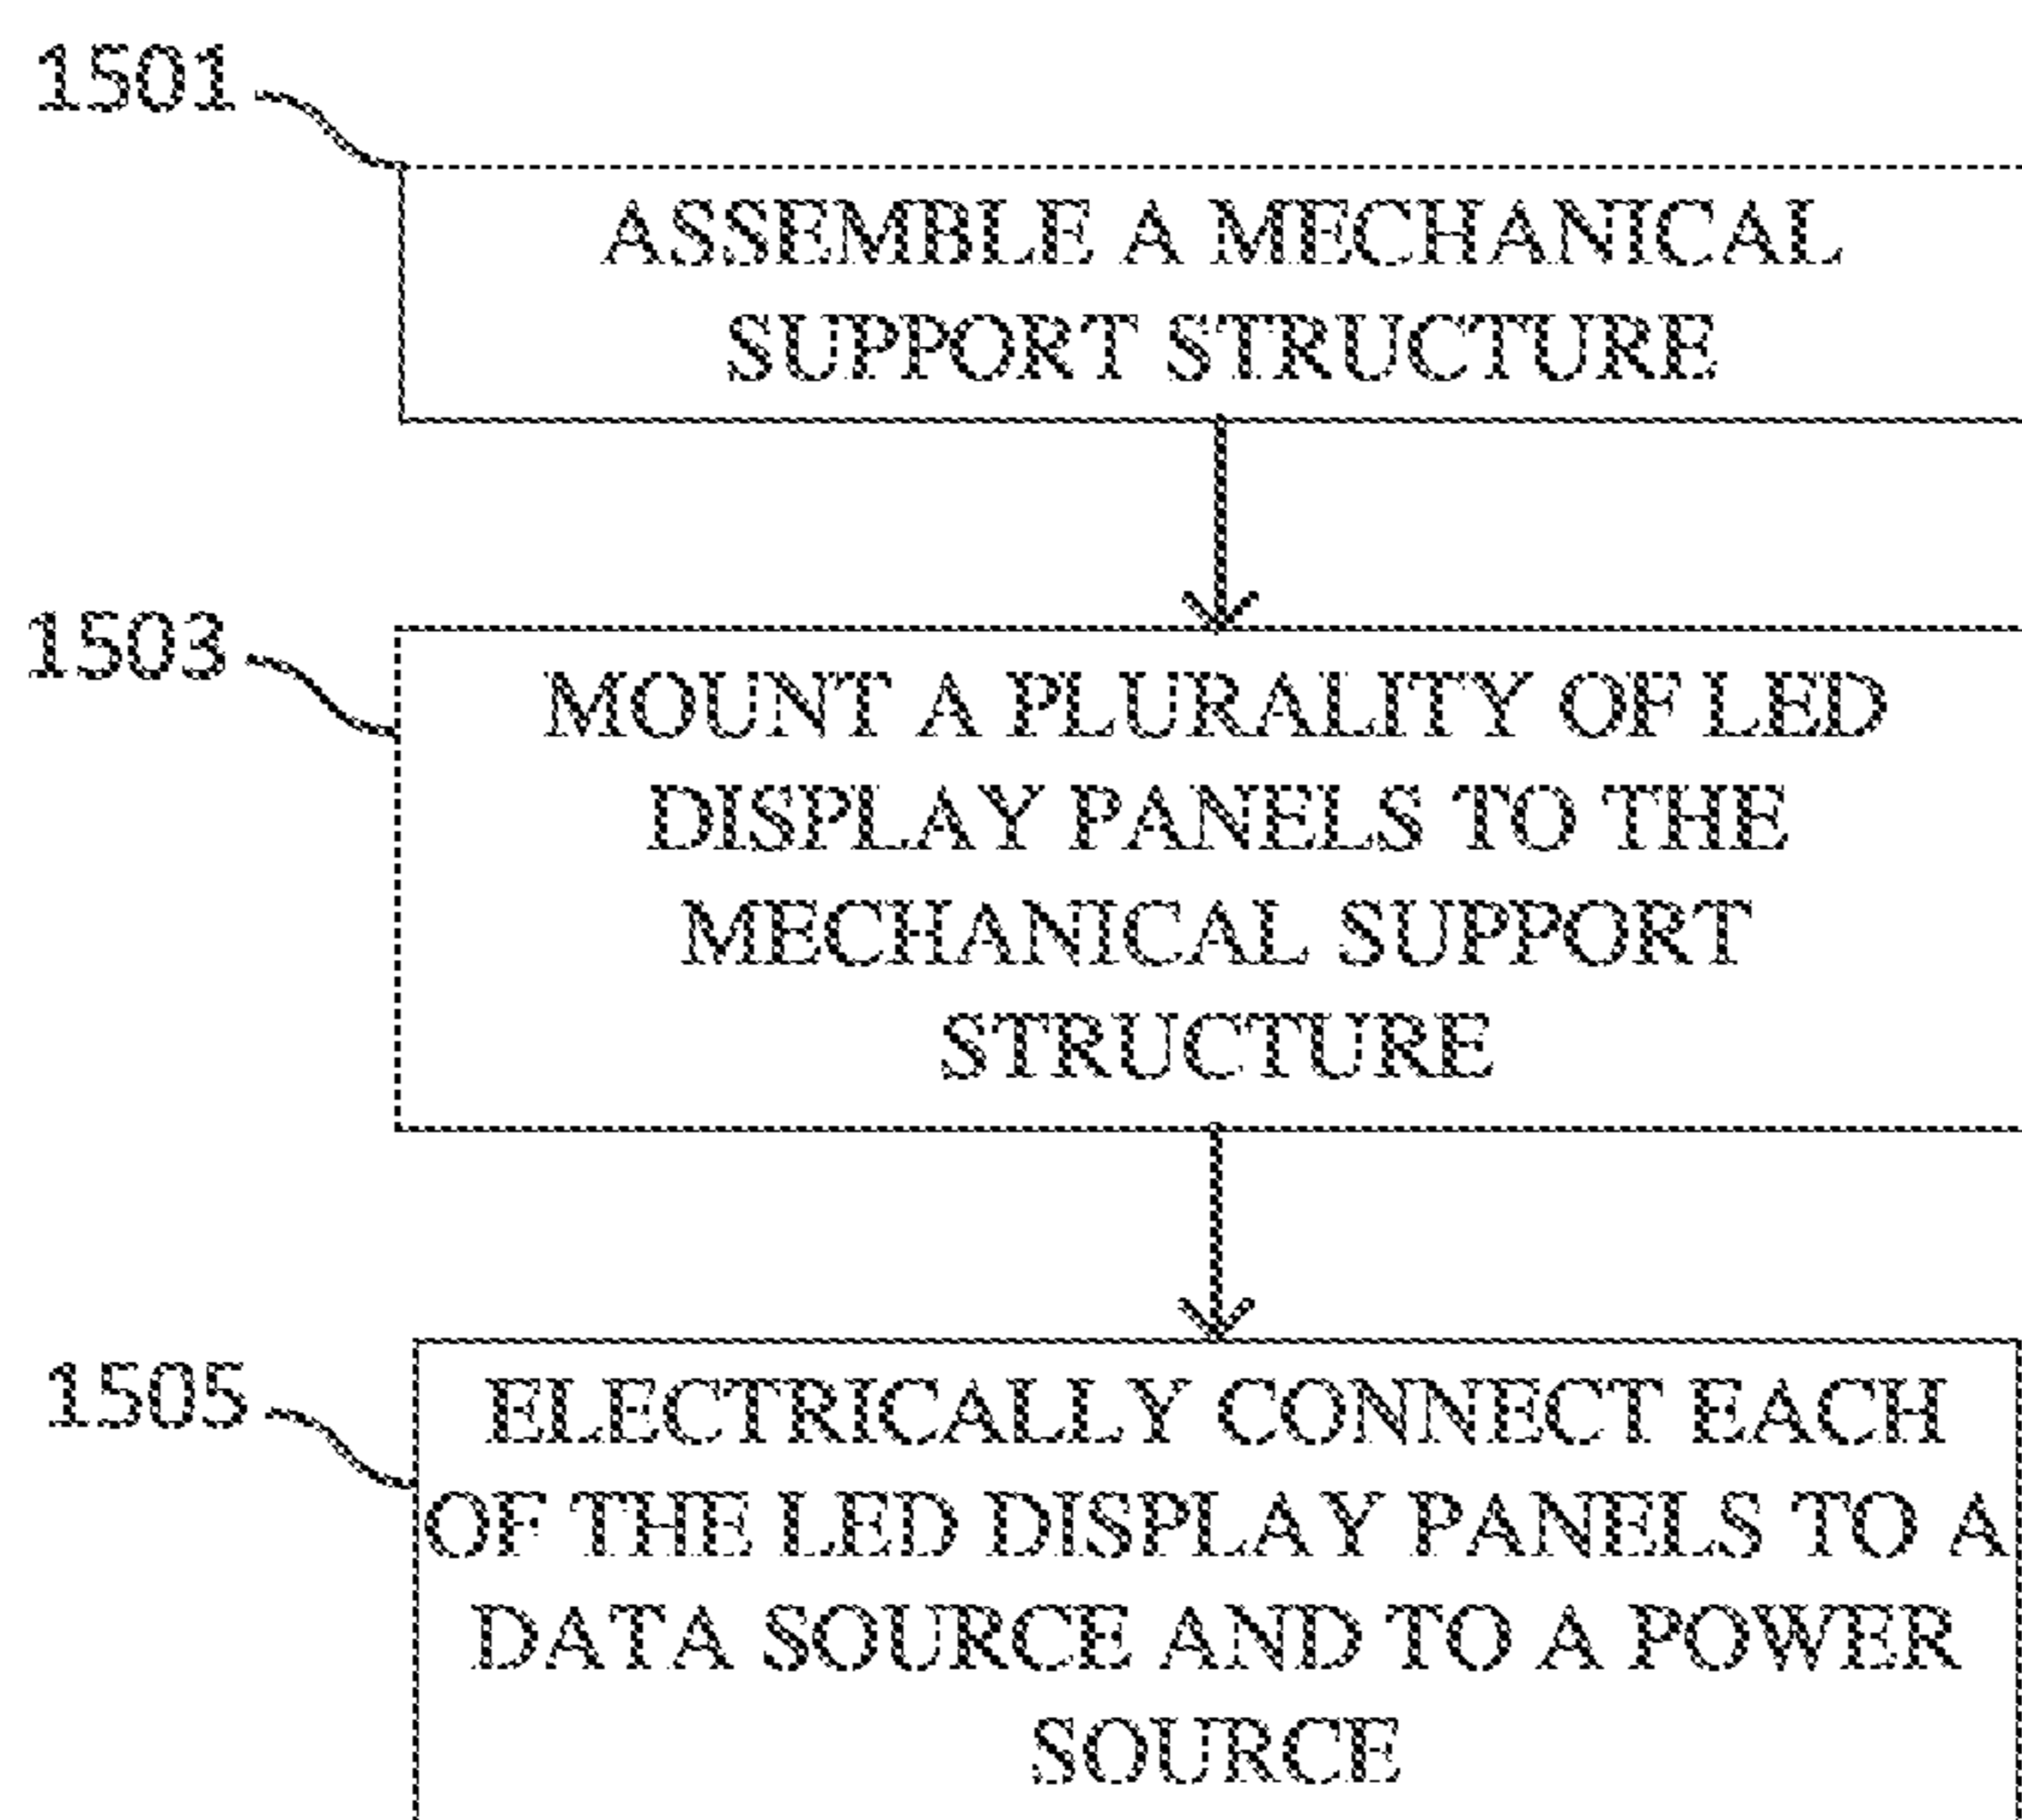 1501
ASSEMBLE A MECHANICAL
SUPPORT STRUCTURE
1503
MOUNT A PLURALITY OF LED
DISPLAY PANELS TO THE
MECHANICAL SUPPORT
STRUCTURE
1505
ELECTRICALLY CONNECT EACH
OF THE LED DISPLAY PANELS TO A
DATA SOURCE AND TO A POWER
SOURCE